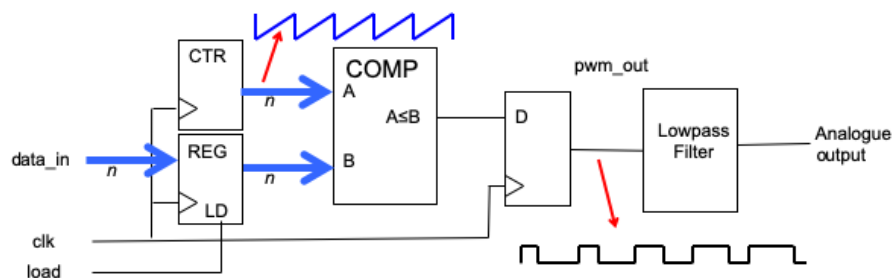 CTR
n
COMP
A
A≤B
B
pwm_out
D
Lowpass
Filter
Analogue
output
data_in
n
REG
LD
n
clk
load